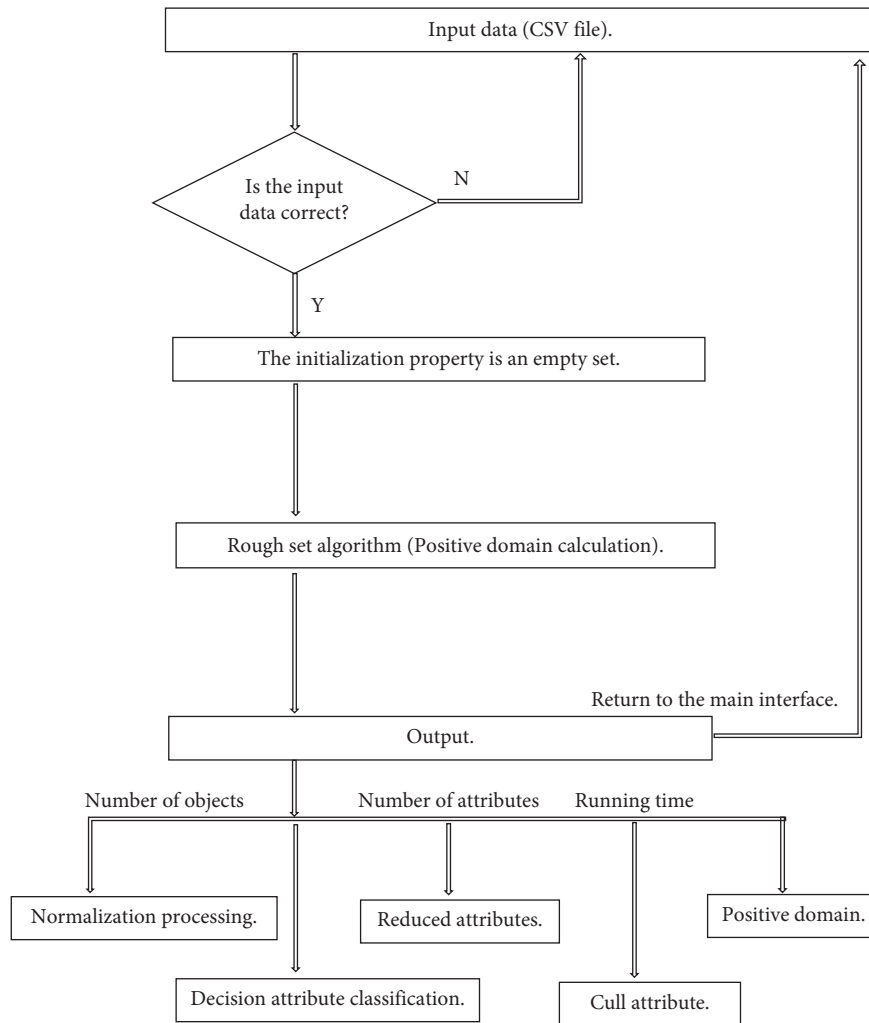 Input data (CSV file).
Is the input
data correct?
N
Y
The initialization property is an empty set.
Rough set algorithm (Positive domain calculation).
Return to the main interface.
Output.
Number of objects
Number of attributes
Running time
Normalization processing.
Reduced attributes.
Positive domain.
Decision attribute classification.
Cull attribute.